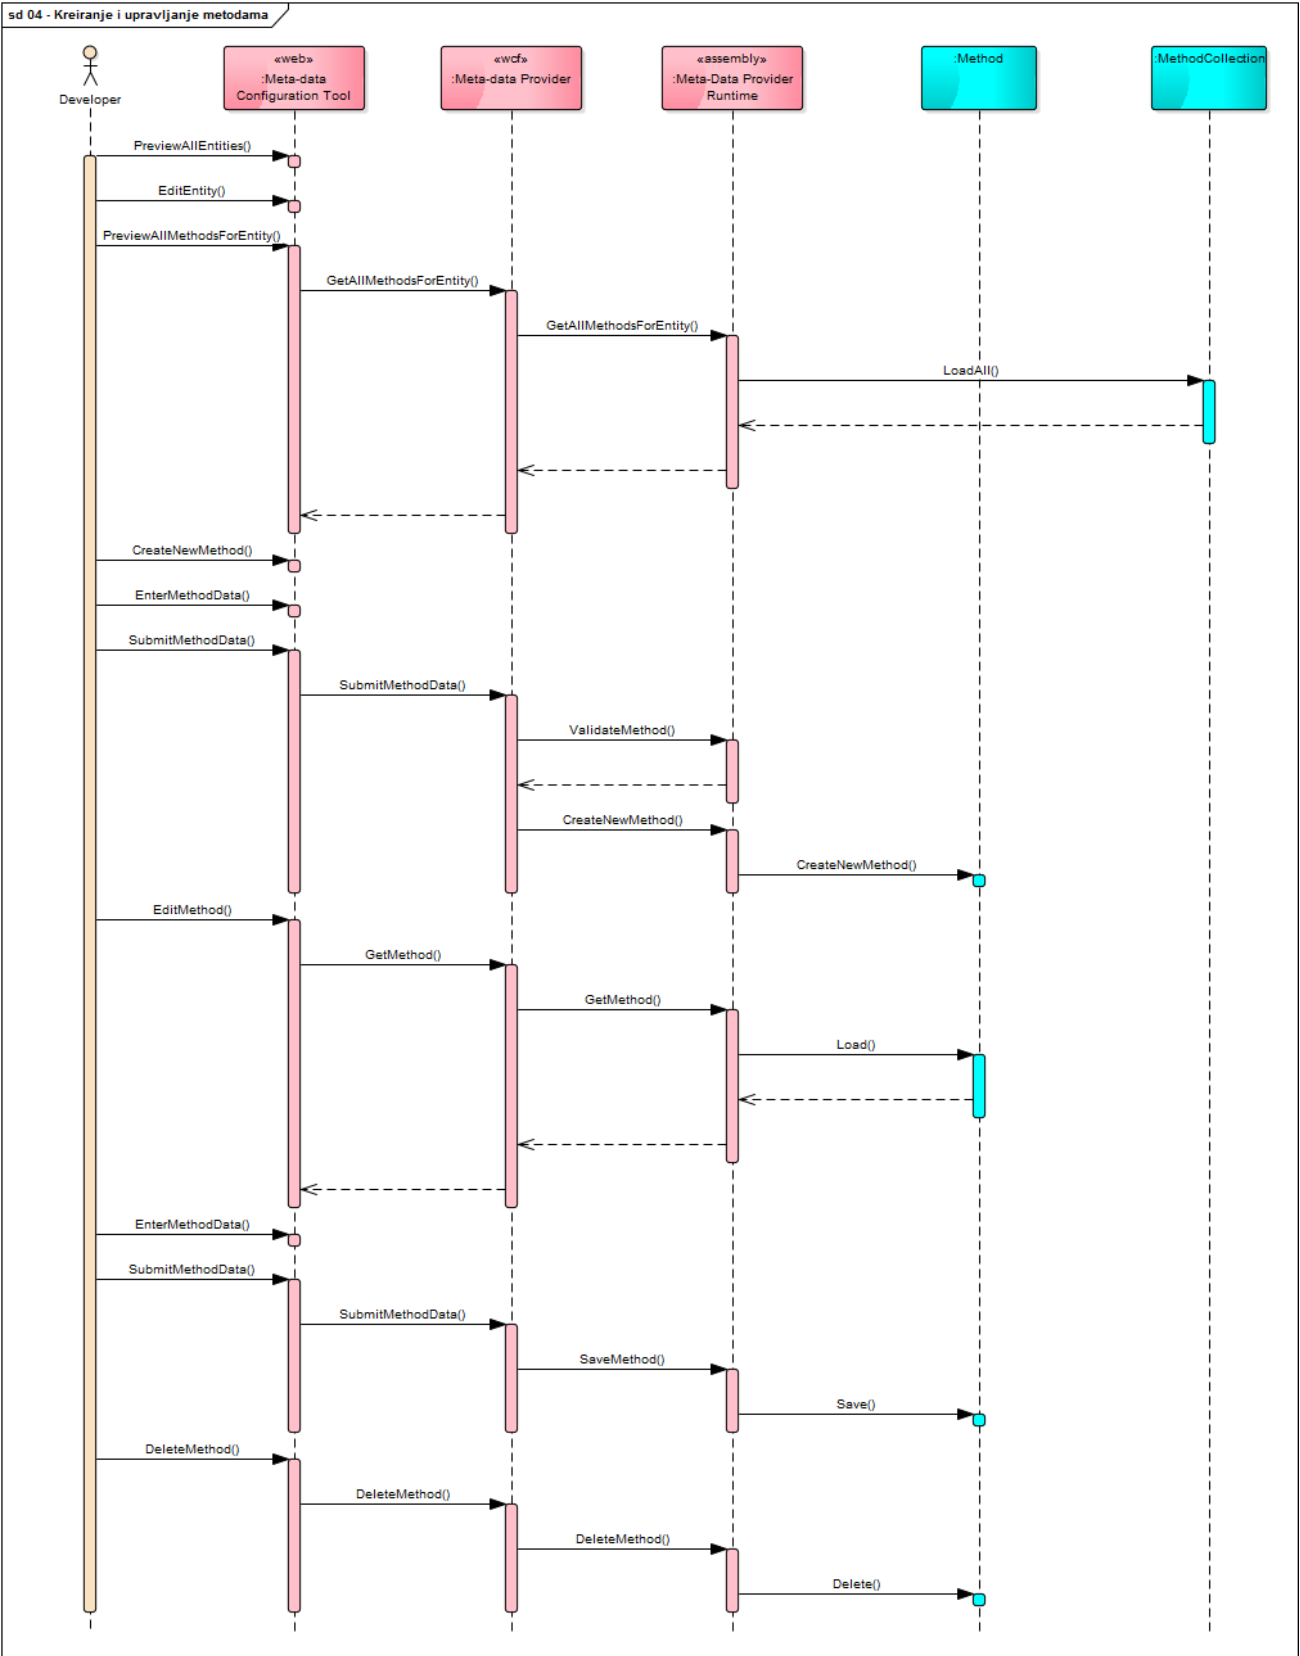 sd 04 - Kreiranje i upravljanje metodama
Developer
«web»
:Meta-data
Configuration Tool
«wcf»
:Meta-data Provider
«assembly»
:Meta-Data Provider
Runtime
:Method
:MethodCollection
PreviewAllEntities()
EditEntity()
PreviewAllMethodsForEntity()
GetAllMethodsForEntity()
GetAllMethodsForEntity()
LoadAll()
CreateNewMethod()
EnterMethodData()
SubmitMethodData()
SubmitMethodData()
ValidateMethod()
CreateNewMethod()
CreateNewMethod()
EditMethod()
GetMethod()
GetMethod()
Load()
EnterMethodData()
SubmitMethodData()
SubmitMethodData()
SaveMethod()
Save()
DeleteMethod()
DeleteMethod()
DeleteMethod()
Delete()